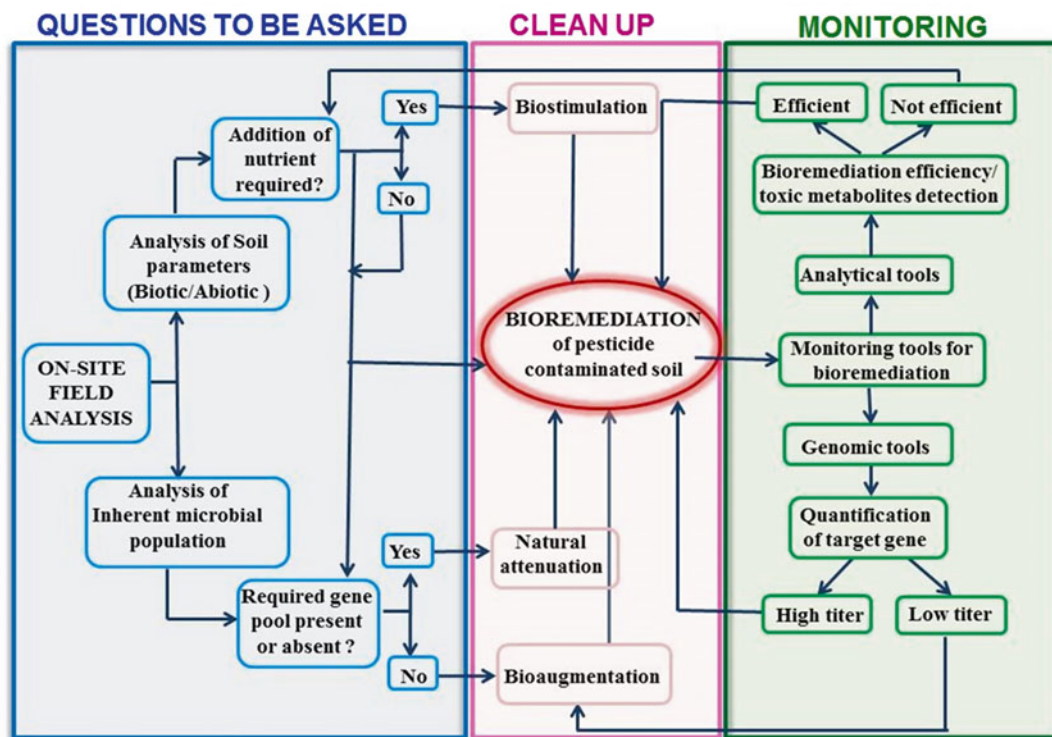 QUESTIONS TO BE ASKED
CLEAN UP
MONITORING
Yes
Biostimulation
Efficient
Not efficient
Addition of
nutrient
required?
No
Bioremediation efficiency/
toxic metabolites detection
Analysis of Soil
parameters
(Biotic/Abiotic )
Analytical tools
BIOREMEDIATION
of pesticide
contaminated soil
Monitoring tools for
bioremediation
ON-SITE
FIELD
ANALYSIS
Genomic tools
Analysis of
Inherent microbial
population
Quantification
of target gene
Yes
Natural
attenuation
Required gene
pool present
or absent ?
High titer
Low titer
No
Bioaugmentation